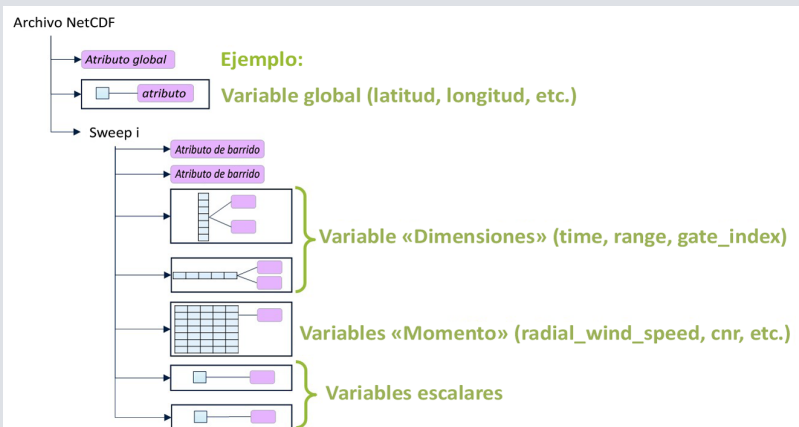 Archivo NetCDF
Atributo global
Ejemplo:
atributo
Variable global (latitud, longitud, etc.)
Sweep i
Atributo de barrido
Atributo de barrido
Variable «Dimensiones» (time, range, gate_index)
Variables «Momento» (radial_wind_speed, cnr, etc.)
Variables escalares